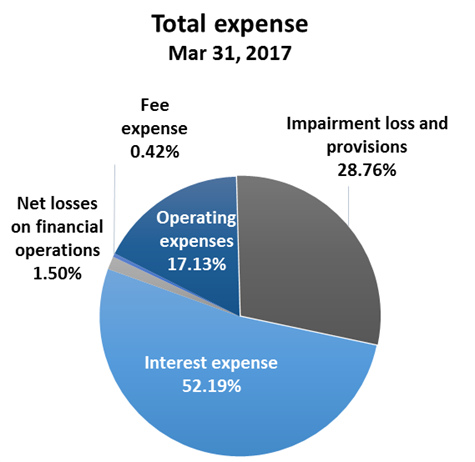 Total expense
Mar 31, 2017
Fee
expense
0.42%
Impairment loss and
provisions
28.76%
Net losses
on financial
operations
1.50%
Operating
expenses
17.13%
Interest expense
52.19%